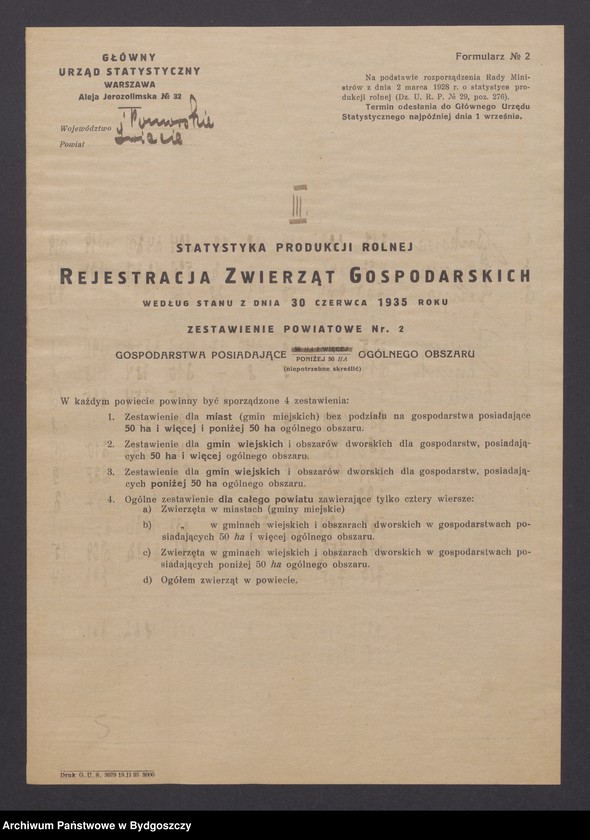 GŁÓWNY
URZĄD STATYSTYCZNY
WARSZAWA
Aleja Jerozolimska № 32
Województwo Pomorskie
Powiat Świecie
Formularz № 2
Na podstawie rozporządzenia Rady Mini-
strów z dnia 2 marca 1928 r. o statystyce pro-
dukcji rolnej (Dz. U. R. P. № 29, poz. 276).
Termin odesłania do Głównego Urzędu
Statystycznego najpóźniej dnia 1 września.
III.
STATYSTYKA PRODUKCJI ROLNEJ
REJESTRACJA ZWIERZĄT GOSPODARSKICH
WEDŁUG STANU Z DNIA 30 CZERWCA 1935 ROKU
ZESTAWIENIE POWIATOWE Nr. 2
GOSPODARSTWA POSIADAJĄCE 50 HA I WIĘCEJ PONIŻEJ 50 HA OGÓLNEGO OBSZARU
(niepotrzebne skreślić)
W każdym powiecie powinny być sporządzone 4 zestawienia:
1. Zestawienie dla miast (gmin miejskich) bez podziału na gospodarstwa posiadające
50 ha i więcej i poniżej 50 ha ogólnego obszaru.
2. Zestawienie dla gmin wiejskich i obszarów dworskich dla gospodarstw, posiadają-
cych 50 ha i więcej ogólnego obszaru.
3. Zestawienie dla gmin wiejskich i obszarów dworskich dla gospodarstw, posiadają-
cych poniżej 50 ha ogólnego obszaru.
4. Ogólne zestawienie dla całego powiatu zawierające tylko cztery wiersze:
a) Zwierzęta w miastach (gminy miejskie)
b) „ w gminach wiejskich i obszarach dworskich w gospodarstwach po-
siadających 50 ha i więcej ogólnego obszaru.
c) Zwierzęta w gminach wiejskich i obszarach dworskich w gospodarstwach po-
siadających poniżej 50 ha ogólnego obszaru.
d) Ogółem zwierząt w powiecie.
5
Druk G. U. S.
Archiwum Państwowe w Bydgoszczy